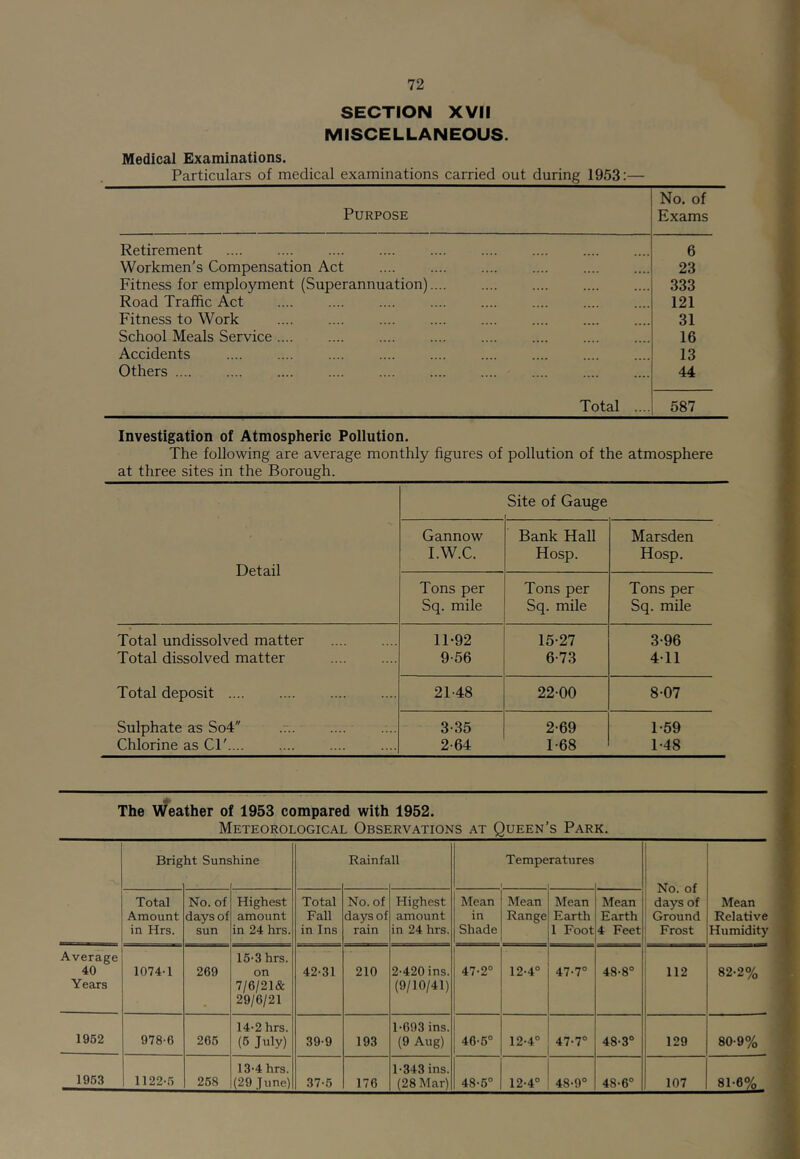 72
SECTION XVII
MISCELLANEOUS.
Medical Examinations.
Particulars of medical examinations carried out during 1953:—
Purpose No. of Exams
Retirement .... .... .... .... .... .... .... .... .... 6
Workmen's Compensation Act .... .... .... .... .... .... 23
Fitness for employment (Superannuation).... .... .... .... .... 333
Road Traffic Act .... .... .... .... .... .... .... .... 121
Fitness to Work .... .... .... .... .... .... .... .... 31
School Meals Service .... .... .... .... .... .... .... .... 16
Accidents .... .... .... .... .... .... .... .... .... 13
Others .... .... .... .... .... .... .... .... .... .... 44
Total .... 587
Investigation of Atmospheric Pollution.
The following are average monthly figures of pollution of the atmosphere
at three sites in the Borough.
Detail Site of Gauge
Gannow I.W.C. Bank Hall Hosp. Marsden Hosp.
Tons per Sq. mile Tons per Sq. mile Tons per Sq. mile
Total undissolved matter .... .... 11·92 15·27 3·96
Total dissolved matter .... .... 9·56 6·73 4·11
Total deposit .... .... .... .... 21·48 22·00 8·07
Sulphate as So4″ .... .... .... 3·35 2·69 1·59
Chlorine as Cl′.... .... .... .... 2·64 1·68 1·48
The Weather of 1953 compared with 1952.
Meteorological Observations at Queen's Park.
Bright Sunshine Rainfall Temperatures No. of days of Ground Frost Mean Relative Humidity
Total Amount in Hrs. No. of days of sun Highest amount in 24 hrs. Total Fall in Ins No. of days of rain Highest amount in 24 hrs. Mean in Shade Mean Range Mean Earth 1 Foot Mean Earth 4 Feet
Average 40 Years 1074·1 269 15·3 hrs. on 7/6/21& 29/6/21 42·31 210 2·420 ins. (9/10/41) 47·2° 12·4° 47·7° 48·8° 112 82·2%
1952 978·6 265 14·2 hrs. (5 July) 39·9 193 1·693 ins. (9 Aug) 46·5° 12·4° 47·7° 48·3° 129 80·9%
1953 1122·5 258 13·4 hrs. (29 June) 37·5 176 1·343 ins. (28 Mar) 48·5° 12·4° 48·9° 48·6° 107 81·6%